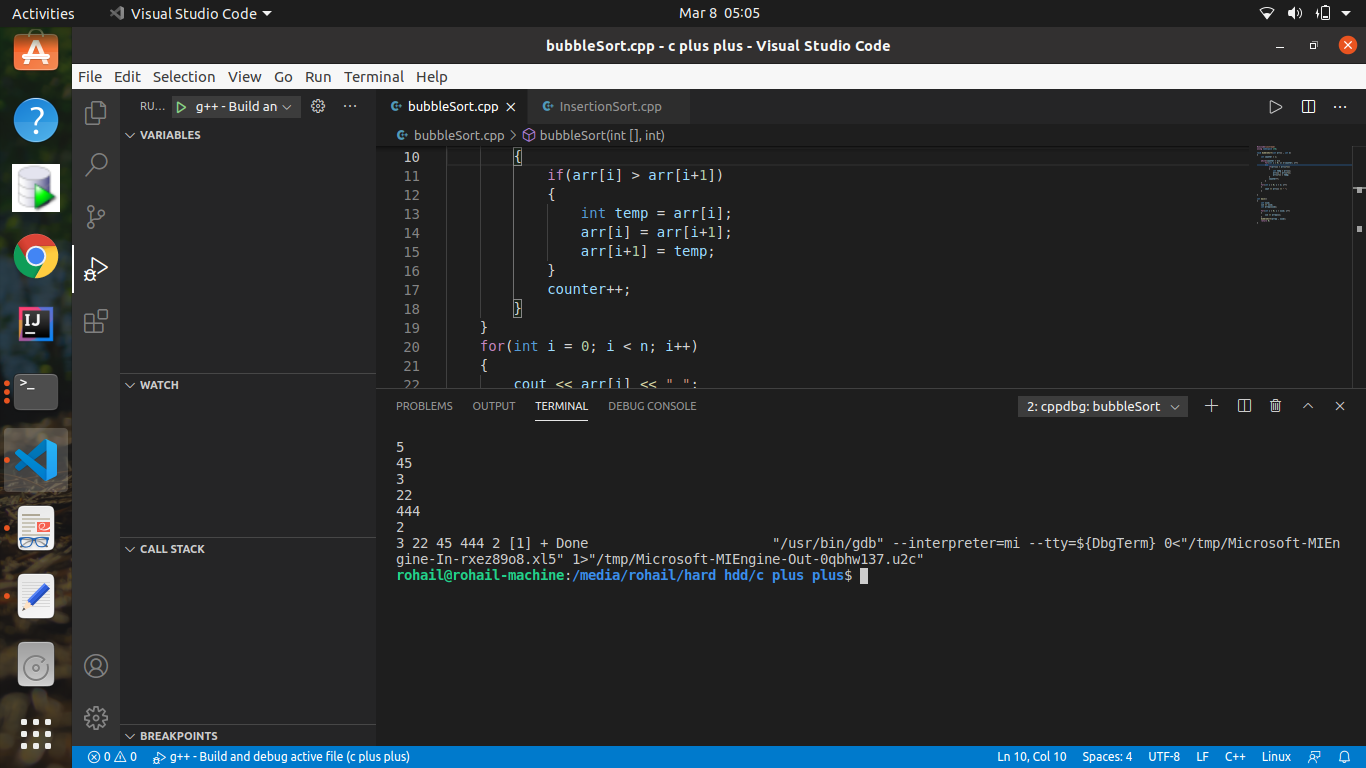 Activities Visual Studio Code Mar 8 05:05
bubbleSort.cpp - c plus plus - Visual Studio Code
File Edit Selection View Go Run Terminal Help
RU... g++ - Build an bubbleSort.cpp InsertionSort.cpp
VARIABLES
WATCH
CALL STACK
BREAKPOINTS
bubbleSort.cpp > bubbleSort(int [], int)
10 {
11 if(arr[i] > arr[i+1])
12 {
13 int temp = arr[i];
14 arr[i] = arr[i+1];
15 arr[i+1] = temp;
16 }
17 counter++;
18 }
19 }
20 for(int i = 0; i < n; i++)
21 {
22 cout << arr[i] << " ";
PROBLEMS OUTPUT TERMINAL DEBUG CONSOLE 2: cppdbg: bubbleSort
5
45
3
22
444
2
3 22 45 444 2 [1] + Done "/usr/bin/gdb" --interpreter=mi --tty=${DbgTerm} 0<"/tmp/Microsoft-MIEn
gine-In-rxez89o8.xl5" 1>"/tmp/Microsoft-MIEngine-Out-0qbhw137.u2c"
rohail@rohail-machine:/media/rohail/hard hdd/c plus plus$
0 0 g++ - Build and debug active file (c plus plus) Ln 10, Col 10 Spaces: 4 UTF-8 LF C++ Linux